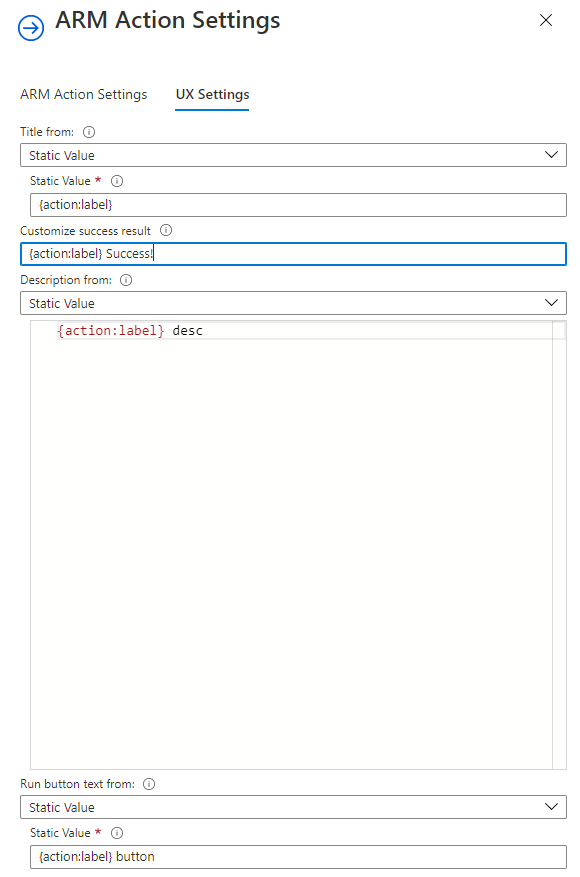 ARM Action Settings
ARM Action Settings UX Settings
Title from:
Static Value
Static Value *
{action:label}
Customize success result
{action:label} Success!
Description from:
Static Value
{action:label} desc
Run button text from:
Static Value
Static Value *
{action:label} button